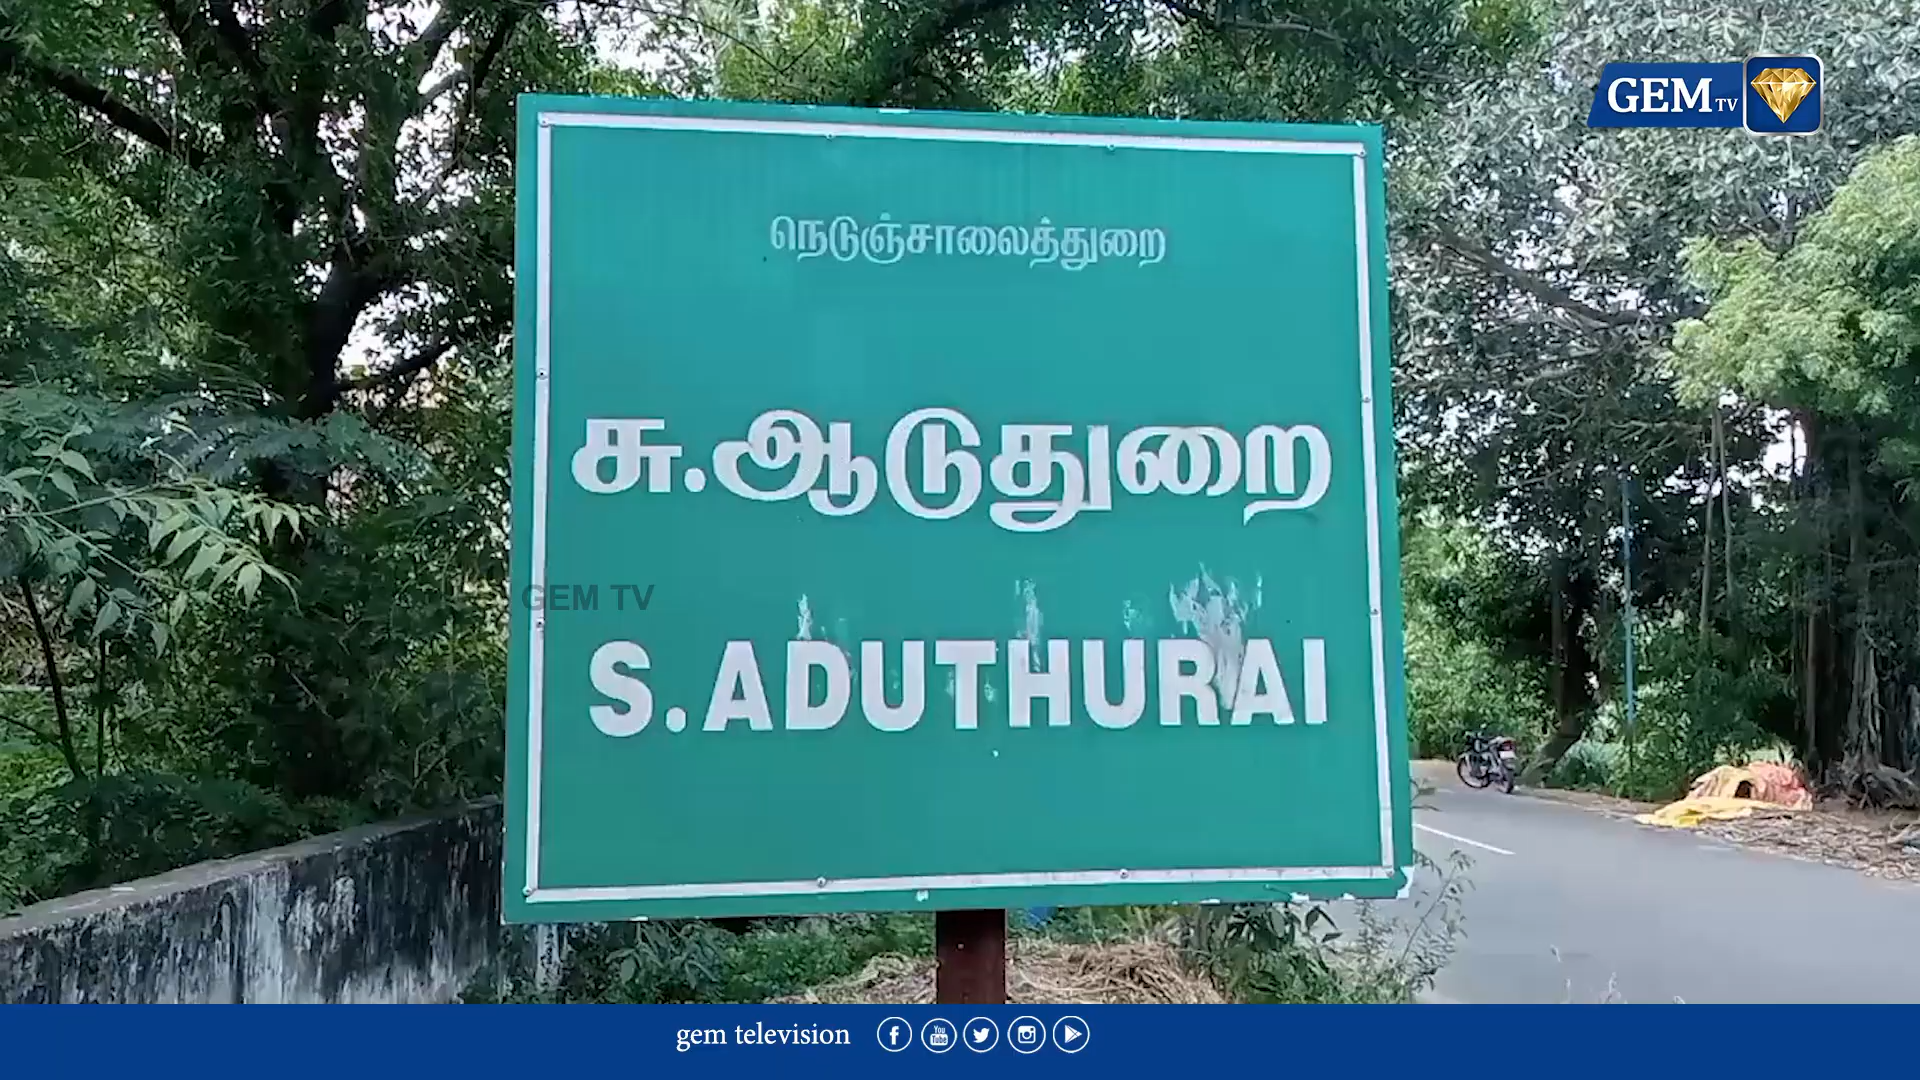 GEM TV
நெடுஞ்சாலைத்துறை
சு.ஆடுதுறை
GEM TV
S.ADUTHURAI
gem television